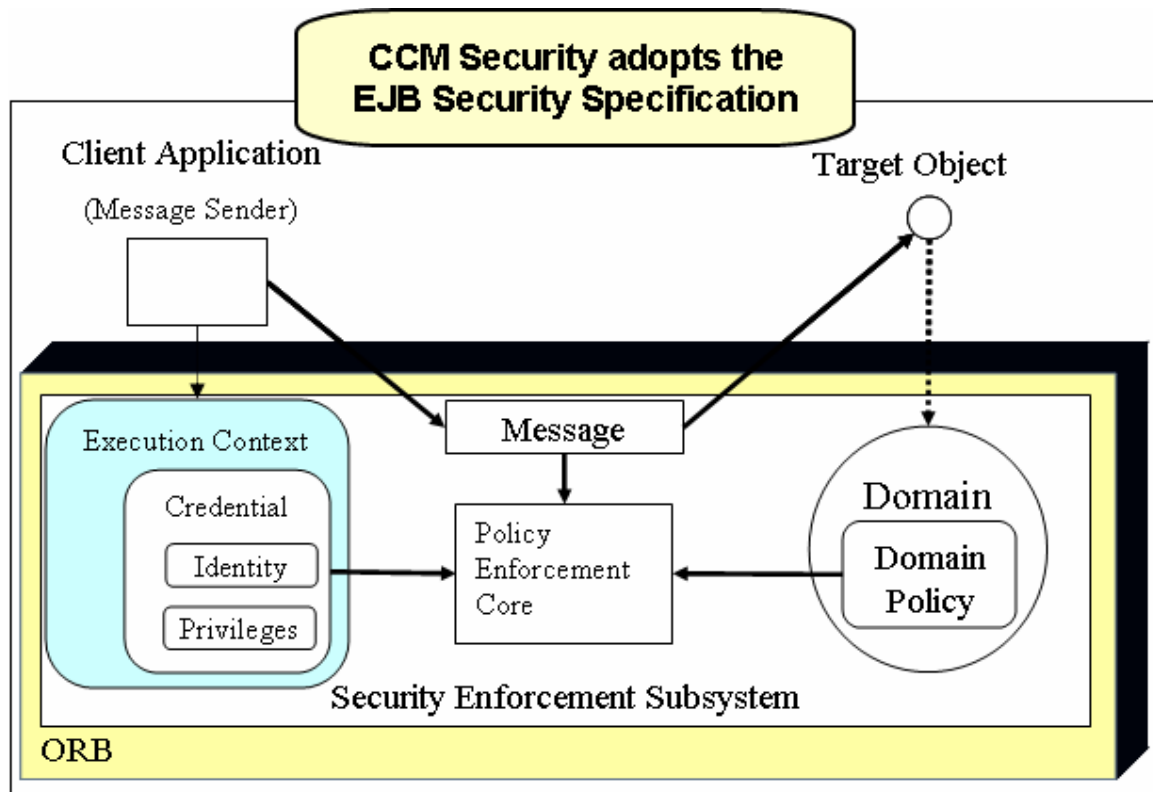 CCM Security adopts the
EJB Security Specification
Client Application
(Message Sender)
Target Object
Execution Context
Credential
Identity
Privileges
Message
Policy
Enforcement
Core
Domain
Domain
Policy
Security Enforcement Subsystem
ORB